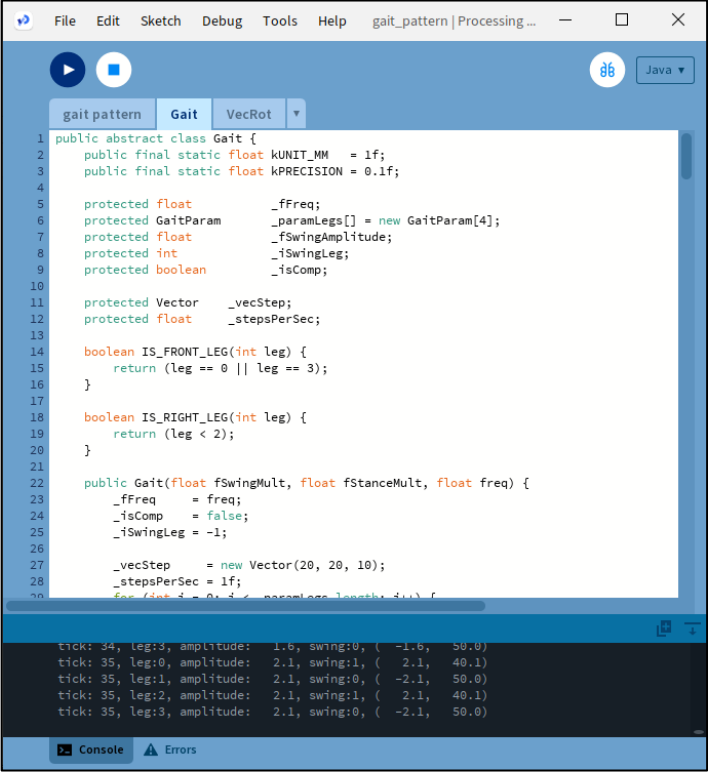 File Edit Sketch Debug Tools Help gait_pattern | Processing ...
Java ▾
gait pattern Gait VecRot ▾
1 public abstract class Gait {
2     public final static float kUNIT_MM   = 1f;
3     public final static float kPRECISION = 0.1f;
4
5     protected float           _fFreq;
6     protected GaitParam       _paramLegs[] = new GaitParam[4];
7     protected float           _fSwingAmplitude;
8     protected int             _iSwingLeg;
9     protected boolean         _isComp;
10
11     protected Vector    _vecStep;
12     protected float     _stepsPerSec;
13
14     boolean IS_FRONT_LEG(int leg) {
15         return (leg == 0 || leg == 3);
16     }
17
18     boolean IS_RIGHT_LEG(int leg) {
19         return (leg < 2);
20     }
21
22     public Gait(float fSwingMult, float fStanceMult, float freq) {
23         _fFreq     = freq;
24         _isComp    = false;
25         _iSwingLeg = -1;
26
27         _vecStep     = new Vector(20, 20, 10);
28         _stepsPerSec = 1f;
29         for (int i = 0; i < _paramLegs.length; i++) {
tick: 34, leg:3, amplitude:   1.6, swing:0, (  -1.6,   50.0)
tick: 35, leg:0, amplitude:   2.1, swing:1, (   2.1,   40.1)
tick: 35, leg:1, amplitude:   2.1, swing:0, (  -2.1,   50.0)
tick: 35, leg:2, amplitude:   2.1, swing:1, (   2.1,   40.1)
tick: 35, leg:3, amplitude:   2.1, swing:0, (  -2.1,   50.0)
Console Errors